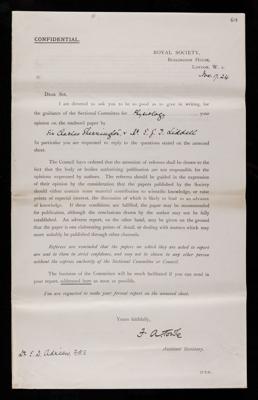 CONFIDENTIAL.
ROYAL SOCIETY,
BURLINGTON HOUSE,
LONDON, W. 1.
Nov. 7. 24
DEAR SIR,
I am directed to ask you to be so good as to give in writing, for
the guidance of the Sectional Committee for Physiology your
opinion on the enclosed paper by
Sir Charles Sherrington & Dr E. G. T. Liddell
In particular you are requested to reply to the questions stated on the annexed
sheet.
The Council have ordered that the attention of referees shall be drawn to the
fact that the body or bodies authorising publication are not responsible for the
opinions expressed by authors. The referees should be guided in the expression
of their opinion by the consideration that the papers published by the Society
should either contain some material contribution to scientific knowledge, or raise
points of especial interest, the discussion of which is likely to lead to an advance
of knowledge. If these conditions are fulfilled, the paper may be recommended
for publication, although the conclusions drawn by the author may not be fully
established. An adverse report, on the other hand, may be given on the ground
that the paper is one elaborating points of detail, or dealing with matters which may
more suitably be published through other channels.
Referees are reminded that the papers on which they are asked to report
are sent to them in strict confidence, and may not be shown to any other person
without the express authority of the Sectional Committee or Council.
The business of the Committee will be much facilitated if you can send in
your report, addressed here as soon as possible.
You are requested to make your formal report on the annexed sheet.
Yours faithfully,
Assistant Secretary.
Dr. E. D. Adrian, F.R.S.